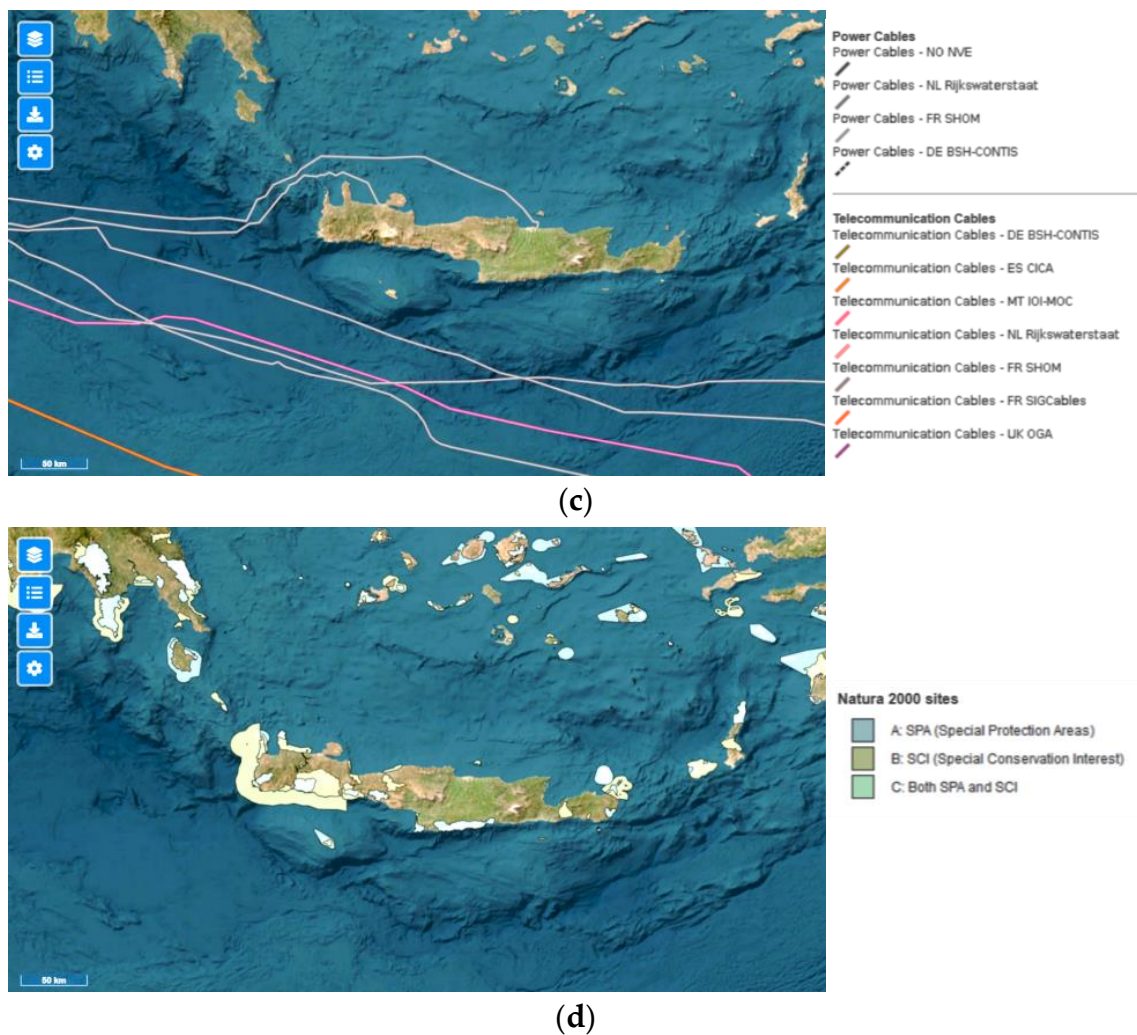 Power Cables
Power Cables - NO NVE
Power Cables - NL Rijkswaterstaat
Power Cables - FR SHOM
Power Cables - DE BSH-CONTIS
Telecommunication Cables
Telecommunication Cables - DE BSH-CONTIS
Telecommunication Cables - ES CICA
Telecommunication Cables - MT IOI-MOC
Telecommunication Cables - NL Rijkswaterstaat
Telecommunication Cables - FR SHOM
Telecommunication Cables - FR SIGCables
Telecommunication Cables - UK OGA
50 km
(c)
Natura 2000 sites
A: SPA (Special Protection Areas)
B: SCI (Special Conservation Interest)
C: Both SPA and SCI
50 km
(d)